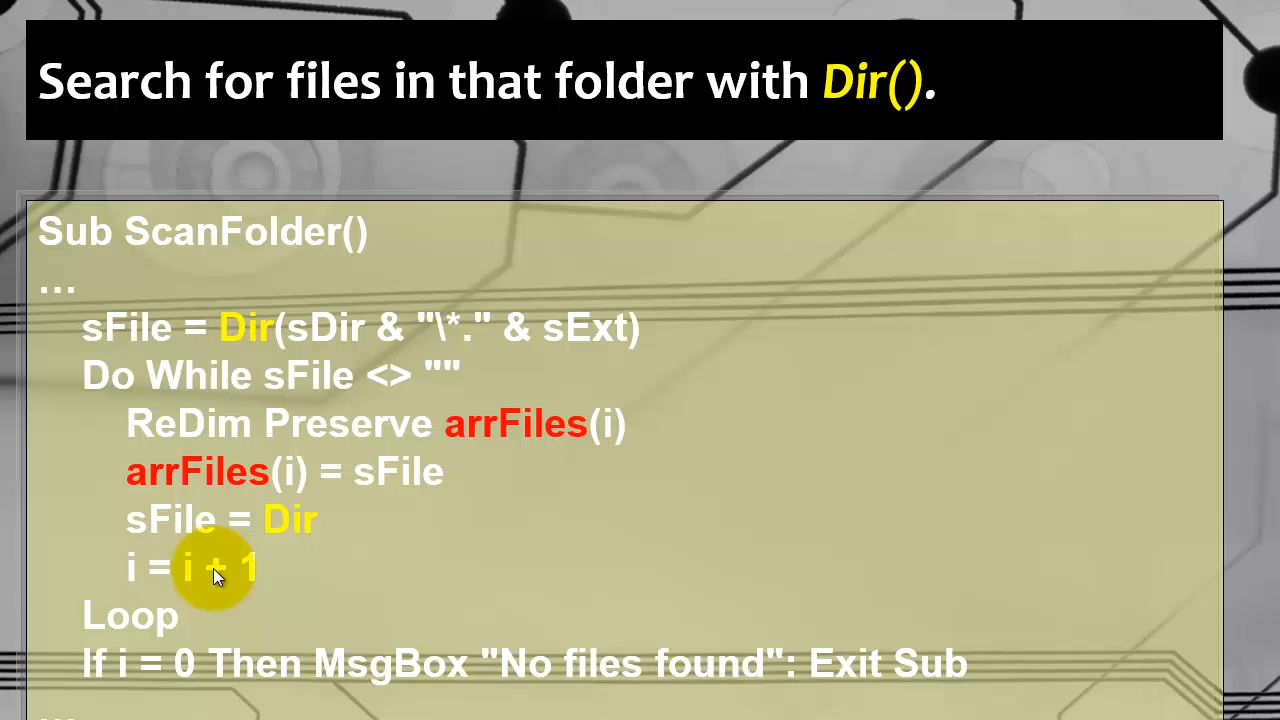 Search for files in that folder with Dir().
Sub ScanFolder()
…
sFile = Dir(sDir & "\*." & sExt)
Do While sFile <> ""
ReDim Preserve arrFiles(i)
arrFiles(i) = sFile
sFile = Dir
i = i + 1
Loop
If i = 0 Then MsgBox "No files found": Exit Sub
…